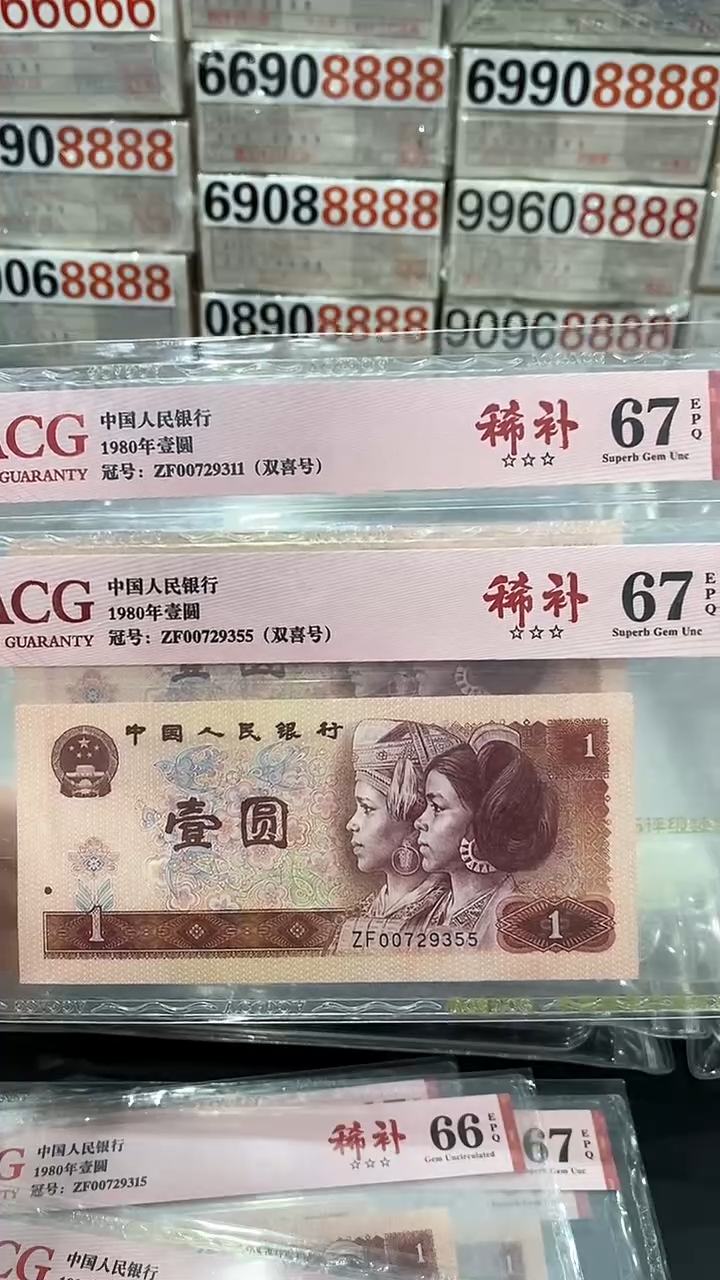 66666
66908888
69908888
908888
69088888
99608888
0688888
08908888
90968888
ACG
GUARANTY
中国人民银行
1980年壹圆
冠号：ZF00729311（双喜号）
稀补
☆☆☆
67
EPQ
Superb Gem Unc
ACG
GUARANTY
中国人民银行
1980年壹圆
冠号：ZF00729355（双喜号）
稀补
☆☆☆
67
EPQ
Superb Gem Unc
中国人民银行
壹圆
1
1
1
ZF00729355
中国人民银行
1980年壹圆
冠号：ZF00729315
稀补
☆☆☆
66
EPQ
Gem Uncirculated
67
EPQ
CG
中国人民银行
1